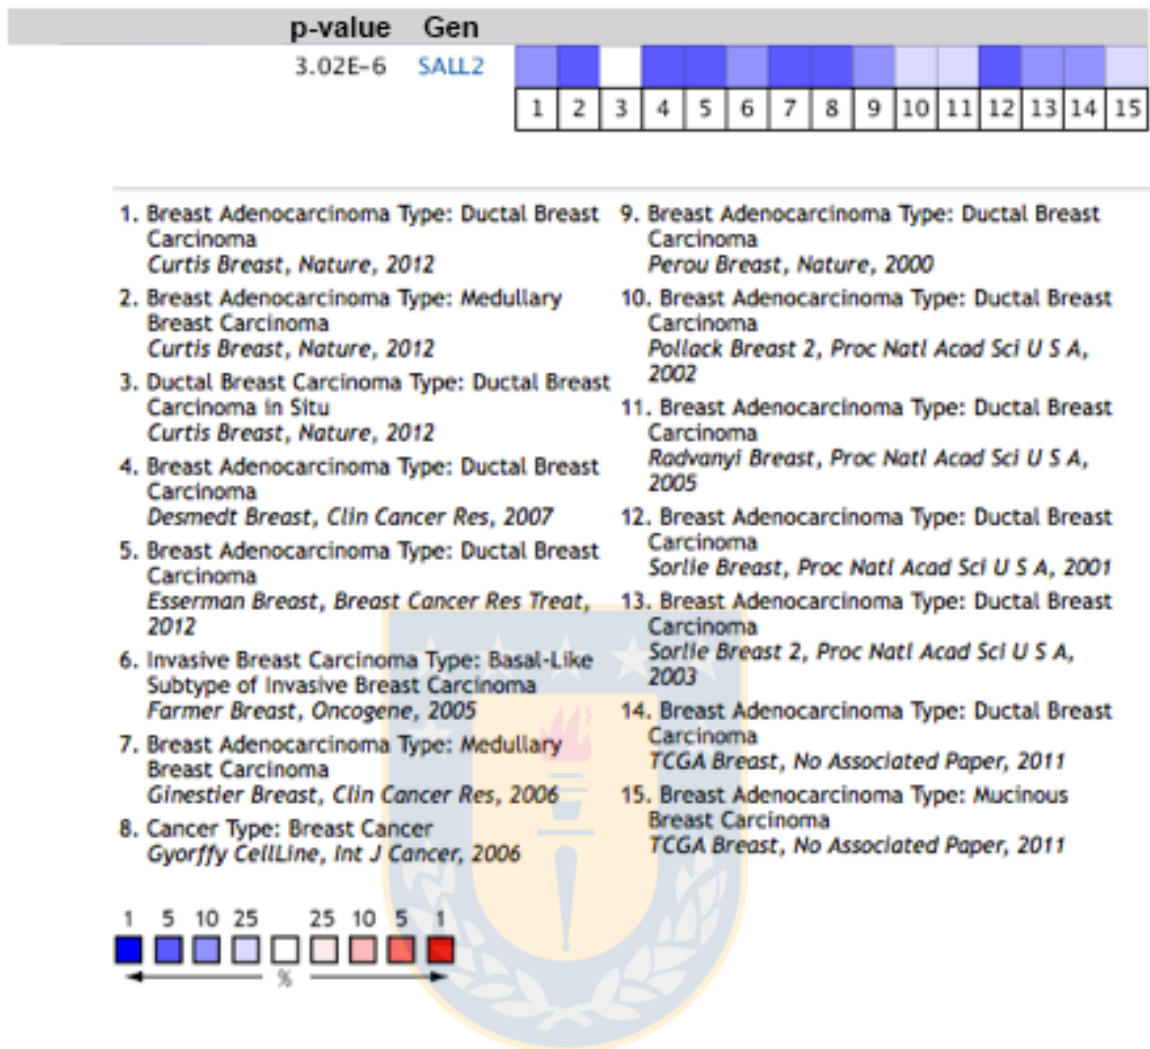 p-value Gen
3.02E-6 SALL2
1 2 3 4 5 6 7 8 9 10 11 12 13 14 15
1. Breast Adenocarcinoma Type: Ductal Breast
Carcinoma
Curtis Breast, Nature, 2012
2. Breast Adenocarcinoma Type: Medullary
Breast Carcinoma
Curtis Breast, Nature, 2012
3. Ductal Breast Carcinoma Type: Ductal Breast
Carcinoma in Situ
Curtis Breast, Nature, 2012
4. Breast Adenocarcinoma Type: Ductal Breast
Carcinoma
Desmedt Breast, Clin Cancer Res, 2007
5. Breast Adenocarcinoma Type: Ductal Breast
Carcinoma
Esserman Breast, Breast Cancer Res Treat,
2012
6. Invasive Breast Carcinoma Type: Basal-Like
Subtype of Invasive Breast Carcinoma
Farmer Breast, Oncogene, 2005
7. Breast Adenocarcinoma Type: Medullary
Breast Carcinoma
Ginestier Breast, Clin Cancer Res, 2006
8. Cancer Type: Breast Cancer
Gyorffy CellLine, Int J Cancer, 2006
9. Breast Adenocarcinoma Type: Ductal Breast
Carcinoma
Perou Breast, Nature, 2000
10. Breast Adenocarcinoma Type: Ductal Breast
Carcinoma
Pollack Breast 2, Proc Natl Acad Sci U S A,
2002
11. Breast Adenocarcinoma Type: Ductal Breast
Carcinoma
Radvanyi Breast, Proc Natl Acad Sci U S A,
2005
12. Breast Adenocarcinoma Type: Ductal Breast
Carcinoma
Sorlie Breast, Proc Natl Acad Sci U S A, 2001
13. Breast Adenocarcinoma Type: Ductal Breast
Carcinoma
Sorlie Breast 2, Proc Natl Acad Sci U S A,
2003
14. Breast Adenocarcinoma Type: Ductal Breast
Carcinoma
TCGA Breast, No Associated Paper, 2011
15. Breast Adenocarcinoma Type: Mucinous
Breast Carcinoma
TCGA Breast, No Associated Paper, 2011
1 5 10 25 25 10 5 1
%